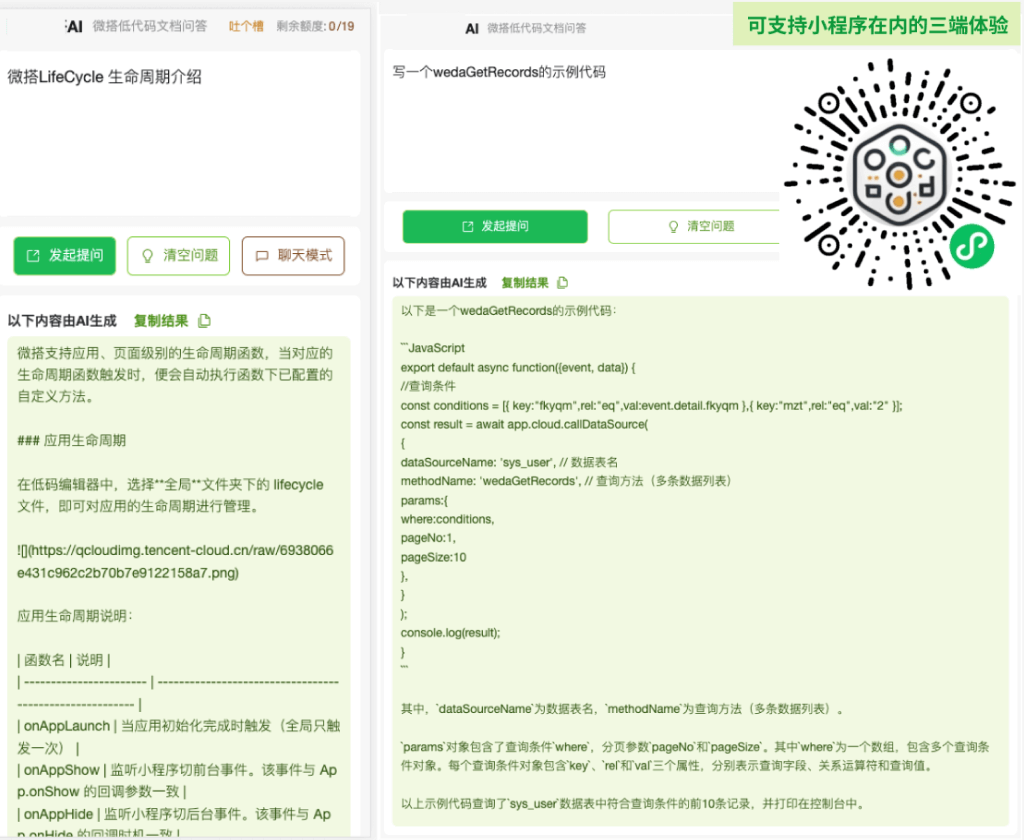 AI 微搭低代码文档问答 吐个槽 剩余额度:0/19
微搭LifeCycle 生命周期介绍
发起提问 清空问题 聊天模式
以下内容由AI生成 复制结果
微搭支持应用、页面级别的生命周期函数，当对应的
生命周期函数触发时，便会自动执行函数下已配置的
自定义方法。
### 应用生命周期
在低码编辑器中，选择**全局**文件夹下的 lifecycle
文件，即可对应用的生命周期进行管理。
![](https://qcloudimg.tencent-cloud.cn/raw/6938066
e431c962c2b70b7e9122158a7.png)
应用生命周期说明：
| 函数名 | 说明 |
| ----------------------- | ----------------------------------
---------------------- |
| onAppLaunch | 当应用初始化完成时触发（全局只触
发一次） |
| onAppShow | 监听小程序切前台事件。该事件与 Ap
p.onShow 的回调参数一致 |
| onAppHide | 监听小程序切后台事件。该事件与 Ap
p.onHide 的回调时机一致 |
AI 微搭低代码文档问答
可支持小程序在内的三端体验
写一个wedaGetRecords的示例代码
发起提问 清空问题
以下内容由AI生成 复制结果
以下是一个wedaGetRecords的示例代码：
```JavaScript
export default async function({event, data}) {
//查询条件
const conditions = [{ key:"fkyqm",rel:"eq",val:event.detail.fkyqm },{ key:"mzt",rel:"eq",val:"2" }];
const result = await app.cloud.callDataSource(
{
dataSourceName: 'sys_user', // 数据表名
methodName: 'wedaGetRecords', // 查询方法（多条数据列表）
params:{
where:conditions,
pageNo:1,
pageSize:10
},
}
);
console.log(result);
}
```
其中，`dataSourceName`为数据表名，`methodName`为查询方法（多条数据列表）。
`params`对象包含了查询条件`where`，分页参数`pageNo`和`pageSize`。其中`where`为一个数组，包含多个查询条
件对象。每个查询条件对象包含`key`、`rel`和`val`三个属性，分别表示查询字段、关系运算符和查询值。
以上示例代码查询了`sys_user`数据表中符合查询条件的前10条记录，并打印在控制台中。